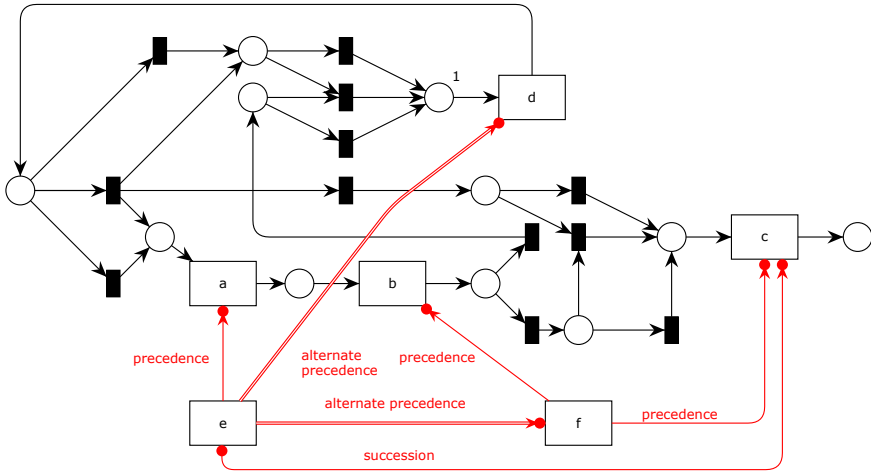 1
d
c
a
b
precedence
alternate
precedence
precedence
e
alternate precedence
f
precedence
succession